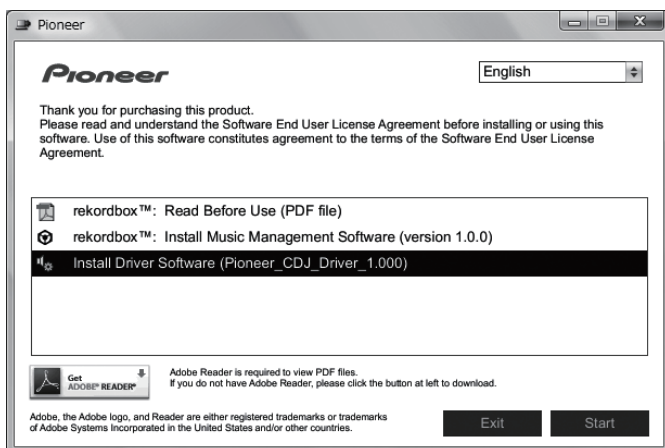 Pioneer
Pioneer
English
Thank you for purchasing this product.
Please read and understand the Software End User License Agreement before installing or using this
software. Use of this software constitutes agreement to the terms of the Software End User License
Agreement.
rekordbox™: Read Before Use (PDF file)
rekordbox™: Install Music Management Software (version 1.0.0)
Install Driver Software (Pioneer_CDJ_Driver_1.000)
Get
ADOBE® READER®
Adobe Reader is required to view PDF files.
If you do not have Adobe Reader, please click the button at left to download.
Adobe, the Adobe logo, and Reader are either registered trademarks or trademarks
of Adobe Systems Incorporated in the United States and/or other countries.
Exit
Start